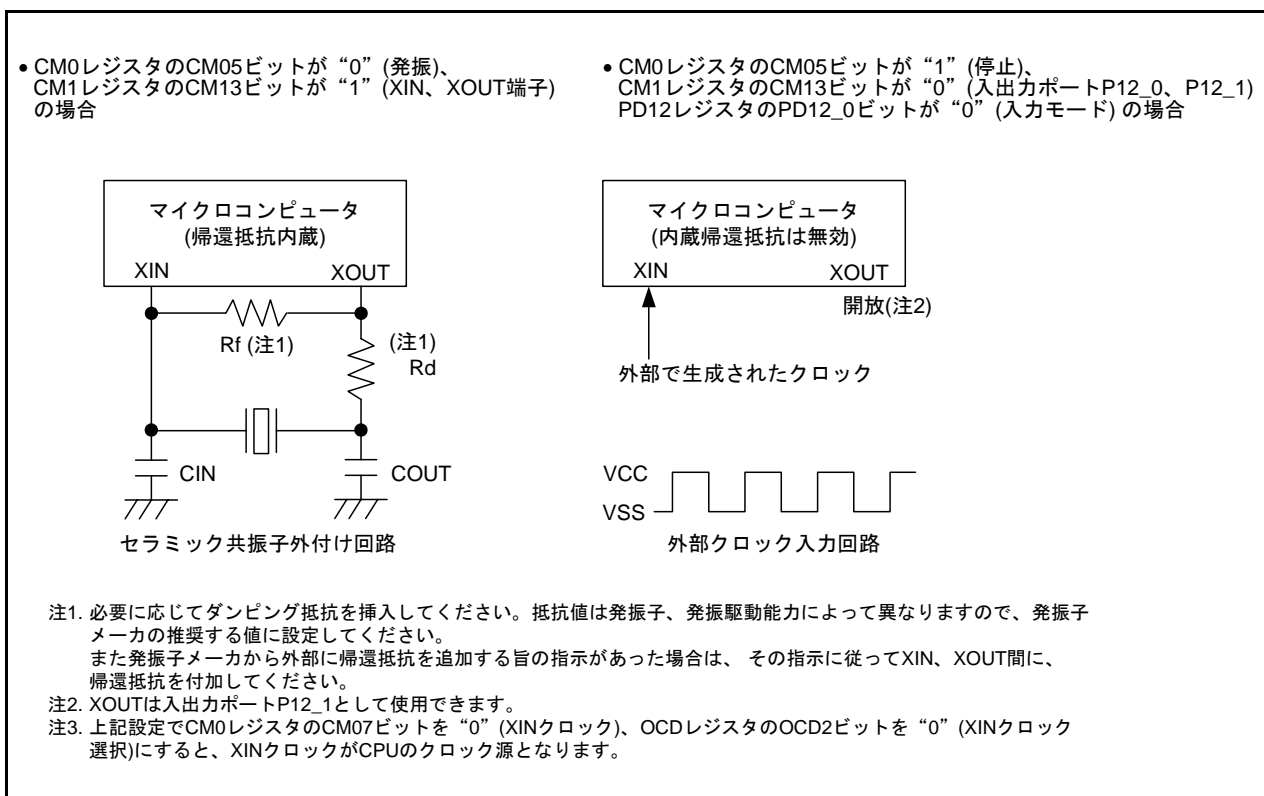 • CM0レジスタのCM05ビットが“0”(発振)、
CM1レジスタのCM13ビットが“1”(XIN、XOUT端子)
の場合
• CM0レジスタのCM05ビットが“1”(停止)、
CM1レジスタのCM13ビットが“0”(入出力ポートP12_0、P12_1)
PD12レジスタのPD12_0ビットが“0”(入力モード) の場合
マイクロコンピュータ
(帰還抵抗内蔵)
XIN
XOUT
Rf (注1)
(注1)
Rd
CIN
COUT
セラミック共振子外付け回路
マイクロコンピュータ
(内蔵帰還抵抗は無効)
XIN
XOUT
開放(注2)
外部で生成されたクロック
VCC
VSS
外部クロック入力回路
注1. 必要に応じてダンピング抵抗を挿入してください。抵抗値は発振子、発振駆動能力によって異なりますので、発振子
メーカの推奨する値に設定してください。
また発振子メーカから外部に帰還抵抗を追加する旨の指示があった場合は、 その指示に従ってXIN、XOUT間に、
帰還抵抗を付加してください。
注2. XOUTは入出力ポートP12_1として使用できます。
注3. 上記設定でCM0レジスタのCM07ビットを“0”(XINクロック)、OCDレジスタのOCD2ビットを“0”(XINクロック
選択)にすると、XINクロックがCPUのクロック源となります。